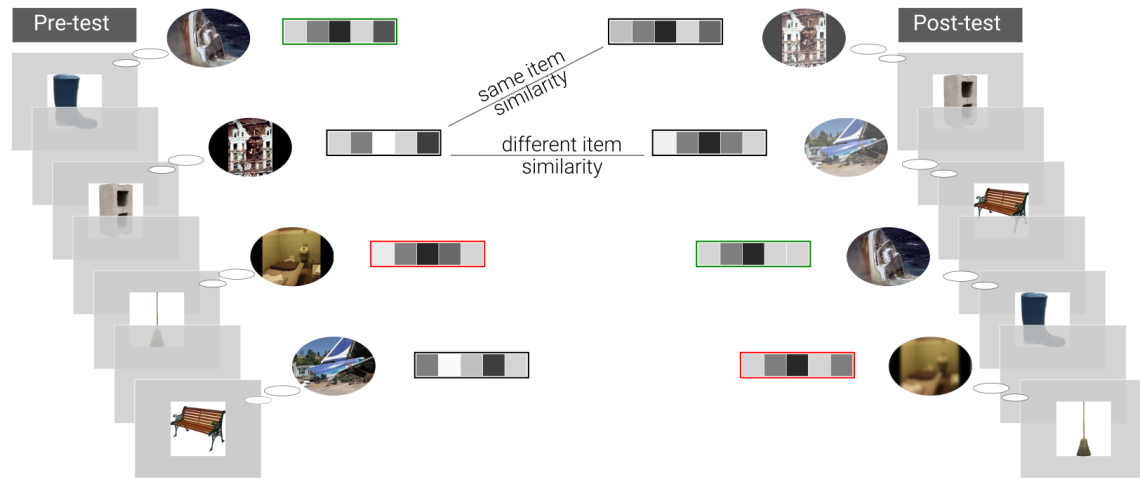 Pre-test
Post-test
same item
similarity
different item
similarity